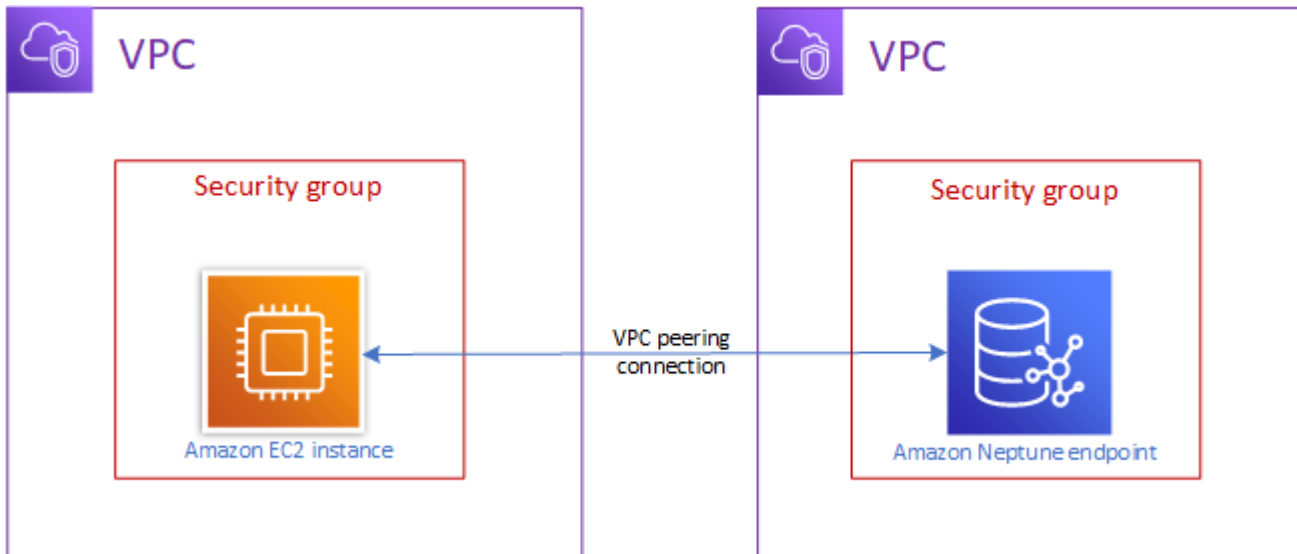 VPC
VPC
Security group
Security group
VPC peering
connection
Amazon EC2 instance
Amazon Neptune endpoint